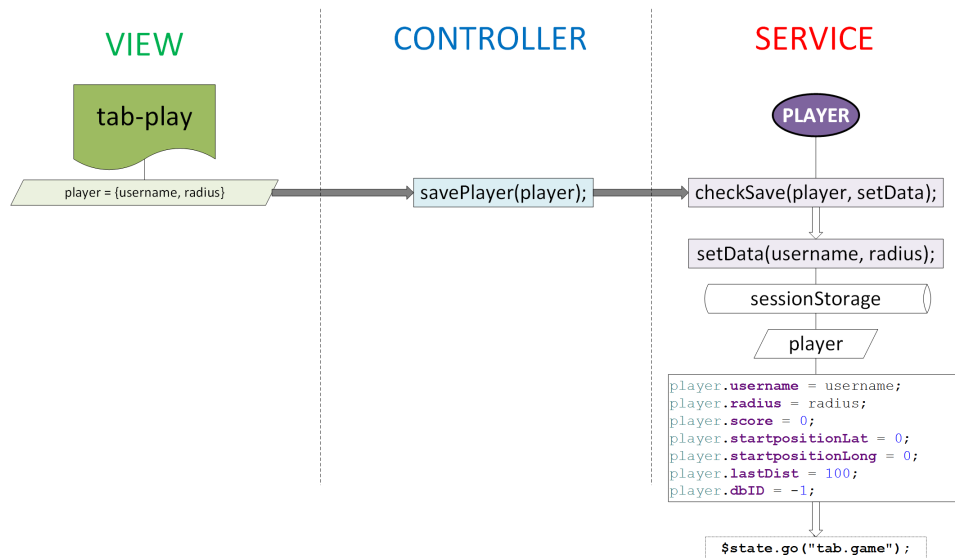 VIEW
CONTROLLER
SERVICE
tab-play
PLAYER
player = {username, radius}
savePlayer(player);
checkSave(player, setData);
setData(username, radius);
sessionStorage
player
player.username = username;
player.radius = radius;
player.score = 0;
player.startpositionLat = 0;
player.startpositionLong = 0;
player.lastDist = 100;
player.dbID = -1;
$state.go("tab.game");